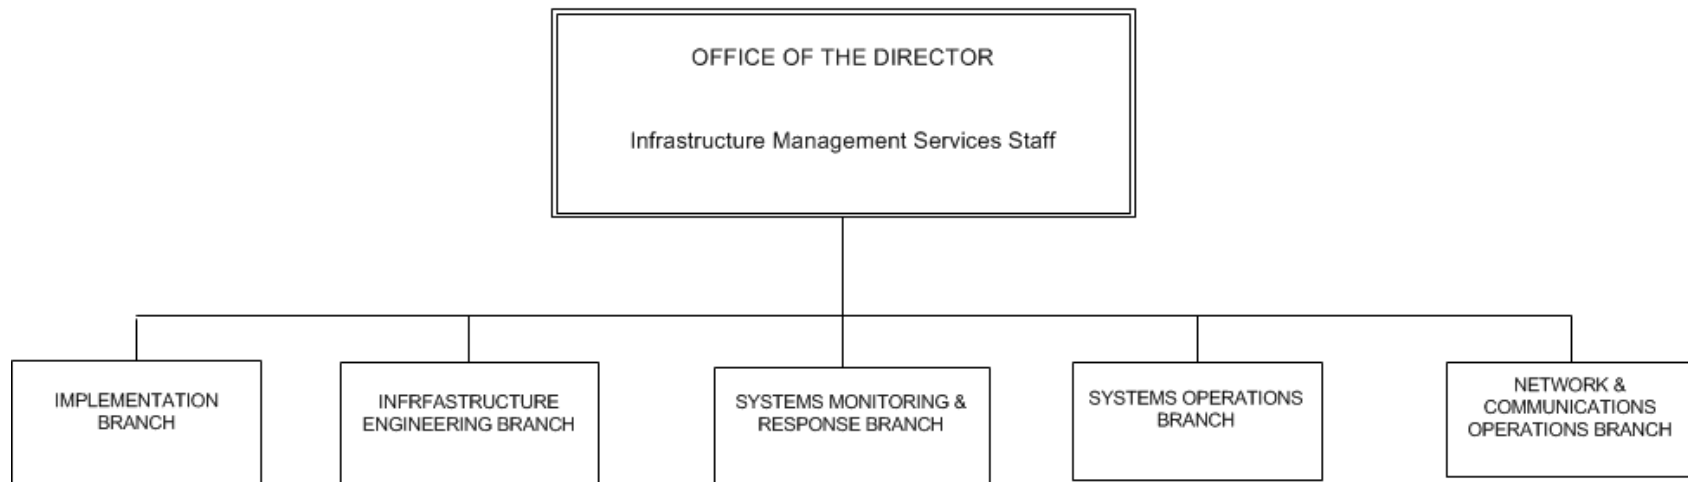 OFFICE OF THE DIRECTOR
Infrastructure Management Services Staff
IMPLEMENTATION
BRANCH
INFRFASTRUCTURE
ENGINEERING BRANCH
SYSTEMS MONITORING &
RESPONSE BRANCH
SYSTEMS OPERATIONS
BRANCH
NETWORK &
COMMUNICATIONS
OPERATIONS BRANCH